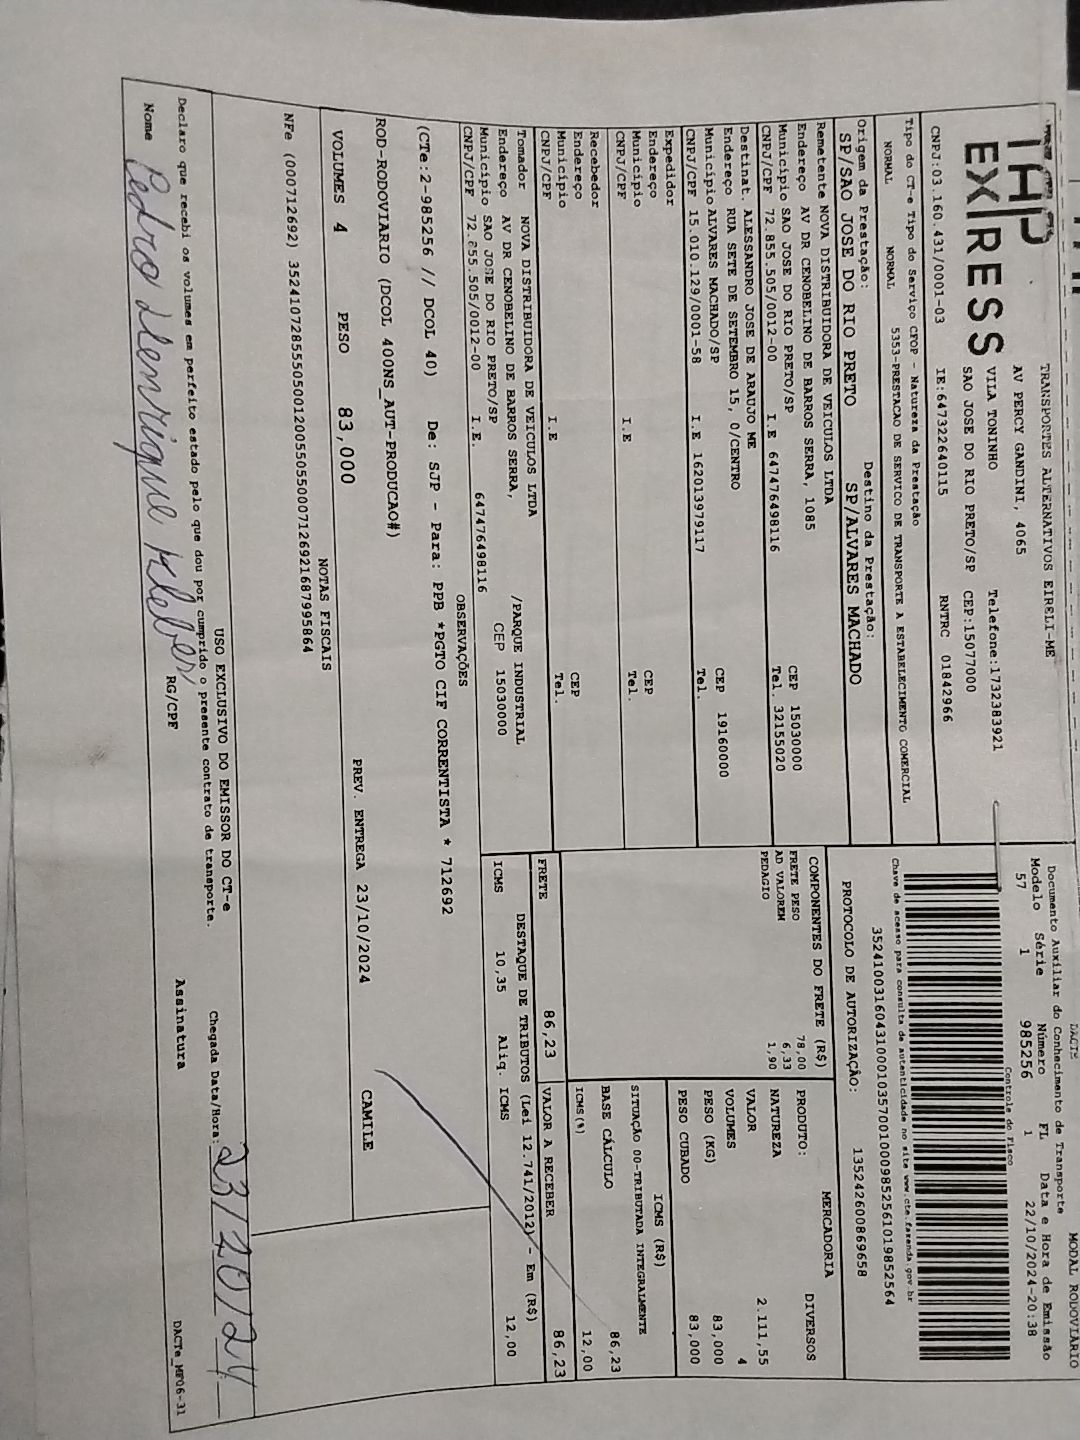 TRANSPORTES ALTERNATIVOS EIRELI-ME
AV PERCY GANDINI, 4065
VILA TONINHO Telefone:1732383921
EXPRESS SAO JOSE DO RIO PRETO/SP CEP:15077000
CNPJ:03.160.431/0001-03 IE:647322640115 RNTRC 01842966
DACTE MODAL RODOVIÁRIO
Documento Auxiliar do Conhecimento de Transporte
Modelo Série Número FL Data e Hora de Emissão
57 1 985256 1 22/10/2024-20:38
Controle do Fisco
Chave de acesso para consulta de autenticidade no site www.cte.fazenda.gov.br
35241003160431000103570010009852561019852564
PROTOCOLO DE AUTORIZAÇÃO: 135242600869658
Tipo do CT-e Tipo do Serviço CFOP - Natureza da Prestação
NORMAL NORMAL 5353-PRESTACAO DE SERVICO DE TRANSPORTE A ESTABELECIMENTO COMERCIAL
Origem da Prestação: Destino da Prestação:
SP/SAO JOSE DO RIO PRETO SP/ALVARES MACHADO
Remetente NOVA DISTRIBUIDORA DE VEICULOS LTDA
Endereço AV DR CENOBELINO DE BARROS SERRA, 1085
Município SAO JOSE DO RIO PRETO/SP CEP 15030000
CNPJ/CPF 72.855.505/0012-00 I.E 647476498116 Tel. 32155020
Destinat. ALESSANDRO JOSE DE ARAUJO ME
Endereço RUA SETE DE SETEMBRO 15, 0/CENTRO
Município ALVARES MACHADO/SP CEP 19160000
CNPJ/CPF 15.010.129/0001-58 I.E 162013979117 Tel.
Expedidor
Endereço
Município CEP
CNPJ/CPF I.E Tel.
Recebedor
Endereço
Município CEP
CNPJ/CPF I.E Tel.
Tomador NOVA DISTRIBUIDORA DE VEICULOS LTDA
Endereço AV DR CENOBELINO DE BARROS SERRA, /PARQUE INDUSTRIAL
Município SAO JOSE DO RIO PRETO/SP CEP 15030000
CNPJ/CPF 72.855.505/0012-00 I.E 647476498116
COMPONENTES DO FRETE (R$)
FRETE PESO 78,00
AD VALOREM 6,33
PEDAGIO 1,90
MERCADORIA
PRODUTO: DIVERSOS
NATUREZA
VALOR 2.111,55
VOLUMES 4
PESO (KG) 83,000
PESO CUBADO 83,000
ICMS (R$)
SITUAÇÃO 00-TRIBUTADA INTEGRALMENTE
BASE CÁLCULO 86,23
ICMS(%) 12,00
FRETE 86,23 VALOR A RECEBER 86,23
DESTAQUE DE TRIBUTOS (Lei 12.741/2012) - Em (R$)
ICMS 10,35 Aliq. ICMS 12,00
OBSERVAÇÕES
(CTe:2-985256 // DCOL 40) De: SJP - Para: PPB *PGTO CIF CORRENTISTA * 712692
ROD-RODOVIARIO (DCOL 400NS_AUT-PRODUCAO#)
VOLUMES 4 PESO 83,000 PREV. ENTREGA 23/10/2024 CAMILE
NOTAS FISCAIS
NFe (000712692) 35241072855505001200550550007126921687995864
USO EXCLUSIVO DO EMISSOR DO CT-e
Declaro que recebi os volumes em perfeito estado pelo que dou por cumprido o presente contrato de transporte. Chegada Data/Hora: 23/10/24
Nome Pedro Henrique Kleber RG/CPF Assinatura
DACTe_MF06-31